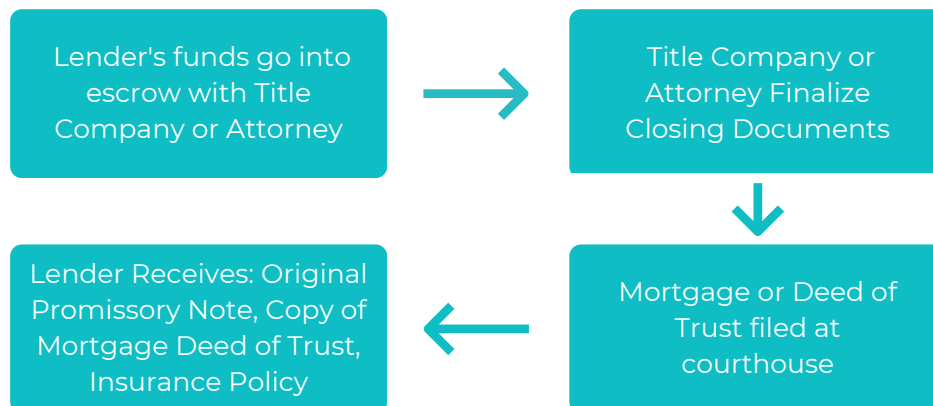 Lender's funds go into
escrow with Title
Company or Attorney
Title Company or
Attorney Finalize
Closing Documents
Mortgage or Deed of
Trust filed at
courthouse
Lender Receives: Original
Promissory Note, Copy of
Mortgage Deed of Trust,
Insurance Policy